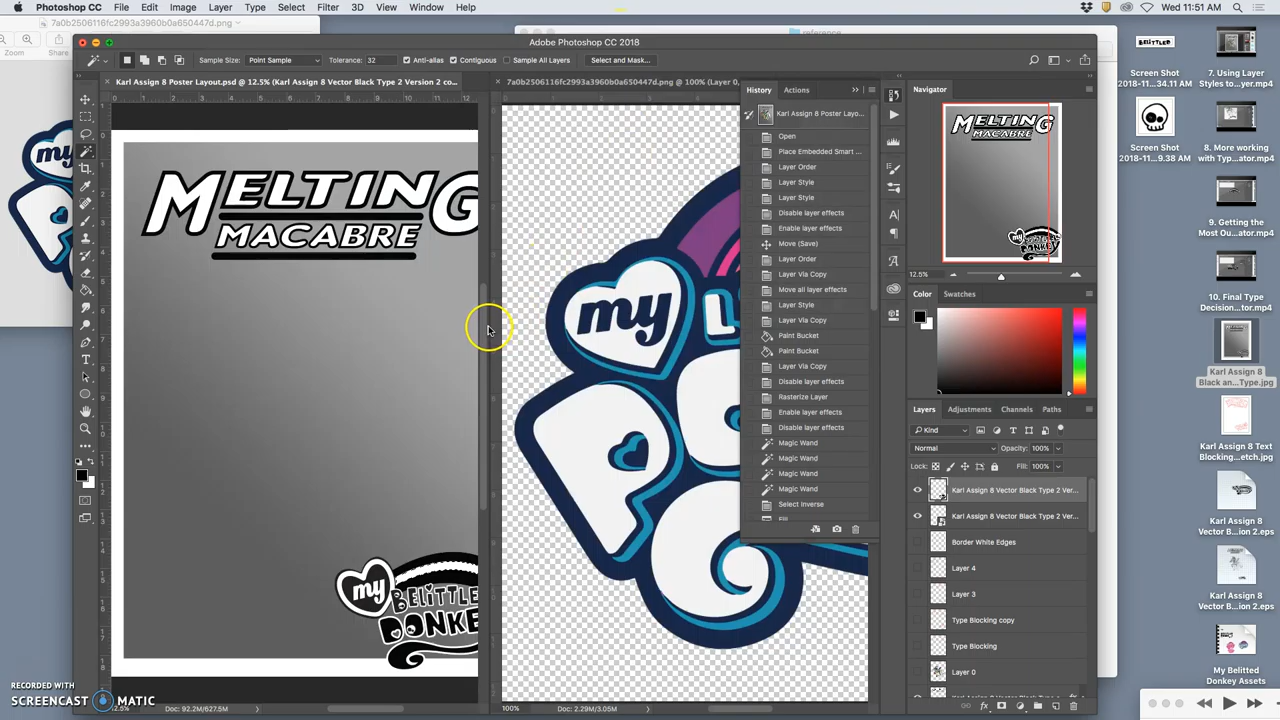 Photoshop CC File Edit Image Layer Type Select Filter 3D View Window Help Wed 11:51 AM
7a0b2506116fc2993a3960b0a650447d.png
reference
Zoom Share
Adobe Photoshop CC 2018
Sample Size: Point Sample Tolerance: 32 Anti-alias Contiguous Sample All Layers Select and Mask...
Karl Assign 8 Poster Layout.psd @ 12.5% (Karl Assign 8 Vector Black Type 2 Version 2 co...
7a0b2506116fc2993a3960b0a650447d.png @ 100% (Layer 0,
MELTING
MACABRE
my
BELITTLED
DONKE
my
L
P
History Actions
Karl Assign 8 Poster Layo...
Open
Place Embedded Smart ...
Layer Order
Layer Style
Layer Style
Disable layer effects
Enable layer effects
Move (Save)
Layer Order
Layer Via Copy
Move all layer effects
Layer Style
Layer Via Copy
Paint Bucket
Paint Bucket
Layer Via Copy
Disable layer effects
Rasterize Layer
Enable layer effects
Disable layer effects
Magic Wand
Magic Wand
Magic Wand
Magic Wand
Select Inverse
Fill
Navigator
MELTING
MACABRE
my
12.5%
Color Swatches
Layers Adjustments Channels Paths
Kind
Normal Opacity: 100%
Lock: Fill: 100%
Karl Assign 8 Vector Black Type 2 Ver...
Karl Assign 8 Vector Black Type 2 Ver...
Border White Edges
Layer 4
Layer 3
Type Blocking copy
Type Blocking
Layer 0
12.5% Doc: 92.2M/627.5M
100% Doc: 2.29M/3.05M
BELITTLED
Screen Shot
2018-11...34.11 AM
7. Using Layer
Styles to...yer.mp4
Screen Shot
2018-11...9.38 AM
8. More working
with Typ...ator.mp4
9. Getting the
Most Ou...ator.mp4
10. Final Type
Decision...tor.mp4
Karl Assign 8
Black an...Type.jpg
Karl Assign 8 Text
Blocking...etch.jpg
Karl Assign 8
Vector B...ion 2.eps
Karl Assign 8
Vector B...ion 2.eps
My Belitted
Donkey Assets
RECORDED WITH
SCREENCAST MATIC